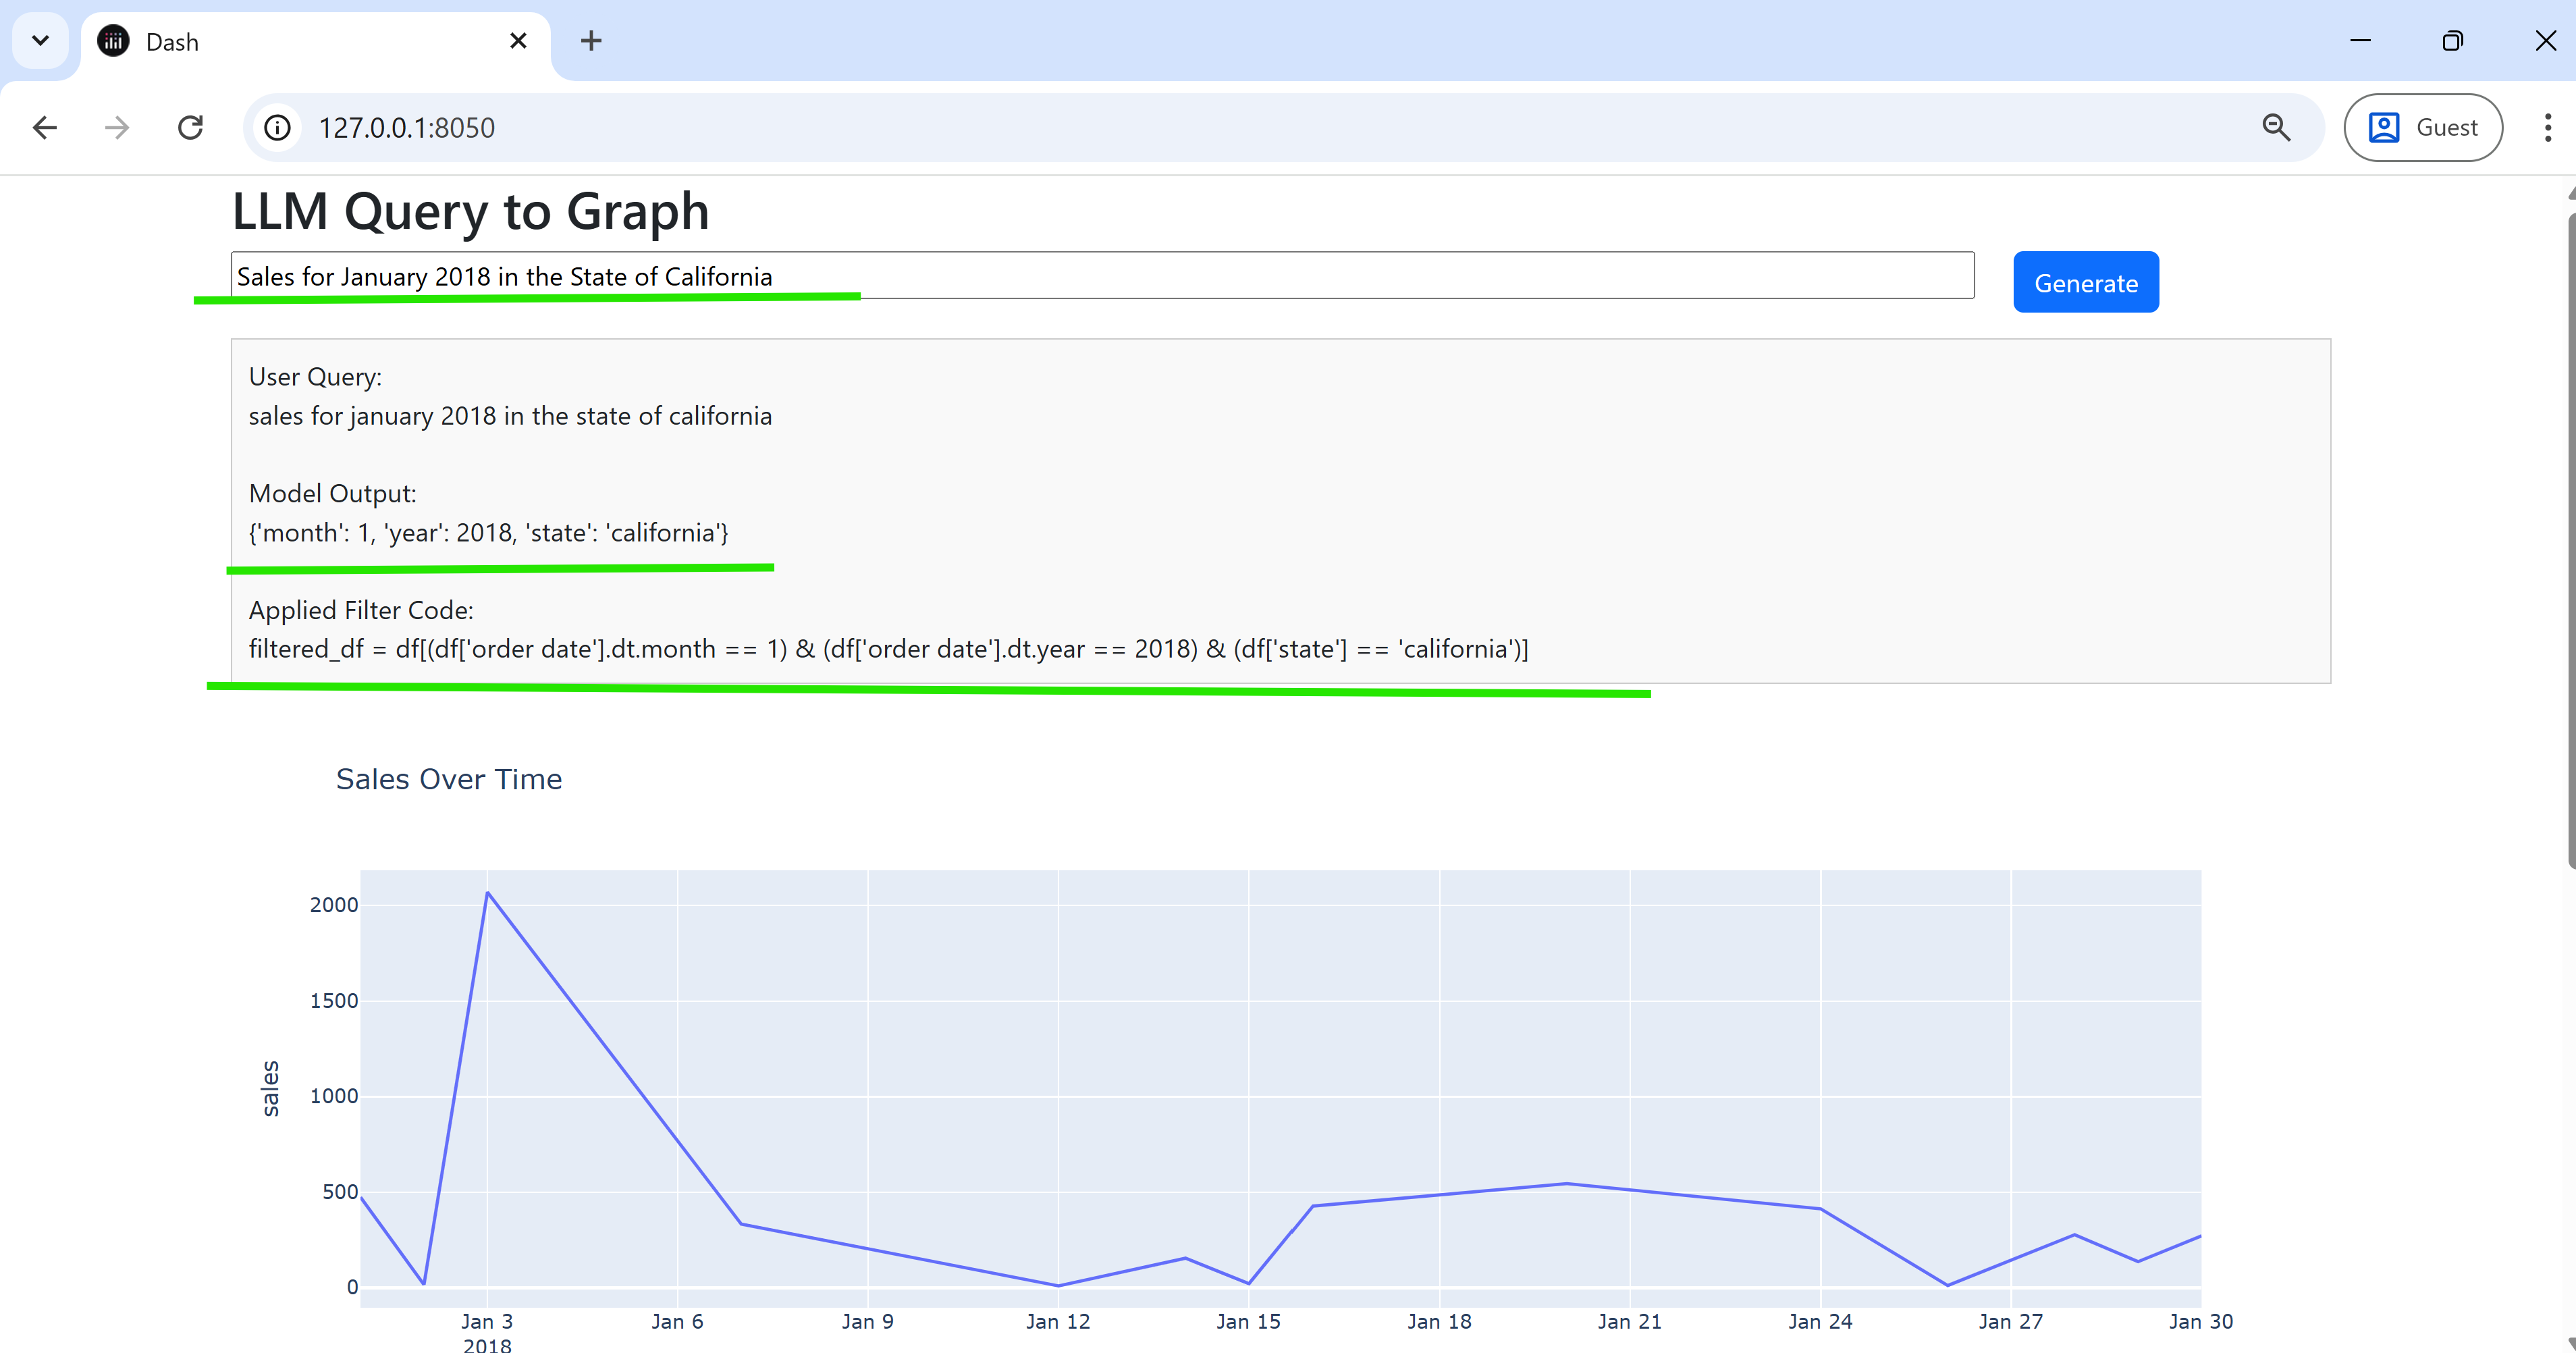 Dash
127.0.0.1:8050
Guest
LLM Query to Graph
Sales for January 2018 in the State of California
Generate
User Query:
sales for january 2018 in the state of california
Model Output:
{'month': 1, 'year': 2018, 'state': 'california'}
Applied Filter Code:
filtered_df = df[(df['order date'].dt.month == 1) & (df['order date'].dt.year == 2018) & (df['state'] == 'california')]
Sales Over Time
2000
1500
1000
500
0
sales
Jan 3 Jan 6 Jan 9 Jan 12 Jan 15 Jan 18 Jan 21 Jan 24 Jan 27 Jan 30
2018